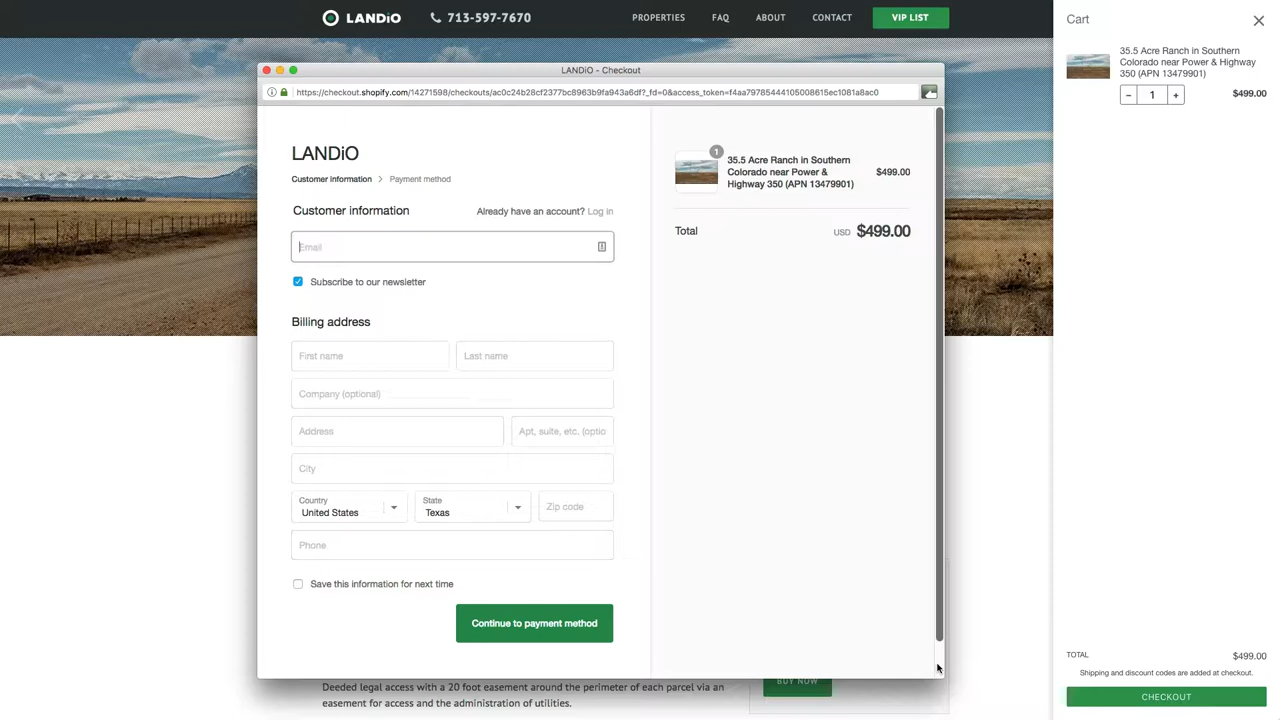 LANDiO
713-597-7670
PROPERTIES
FAQ
ABOUT
CONTACT
VIP LIST
LANDiO - Checkout
https://checkout.shopify.com/14271598/checkouts/ac0c24b28cf2377bc8963b9fa943a6df?_fd=0&access_token=f4aa79785444105008615ec1081a8ac0
LANDiO
Customer information > Payment method
Customer information
Already have an account? Log in
Email
Subscribe to our newsletter
Billing address
First name
Last name
Company (optional)
Address
Apt, suite, etc. (optio
City
Country
United States
State
Texas
Zip code
Phone
Save this information for next time
Continue to payment method
1
35.5 Acre Ranch in Southern
Colorado near Power &
Highway 350 (APN 13479901)
$499.00
Total
USD $499.00
Deeded legal access with a 20 foot easement around the perimeter of each parcel via an
easement for access and the administration of utilities.
BUY NOW
Cart
35.5 Acre Ranch in Southern
Colorado near Power & Highway
350 (APN 13479901)
− 1 +
$499.00
TOTAL
$499.00
Shipping and discount codes are added at checkout.
CHECKOUT